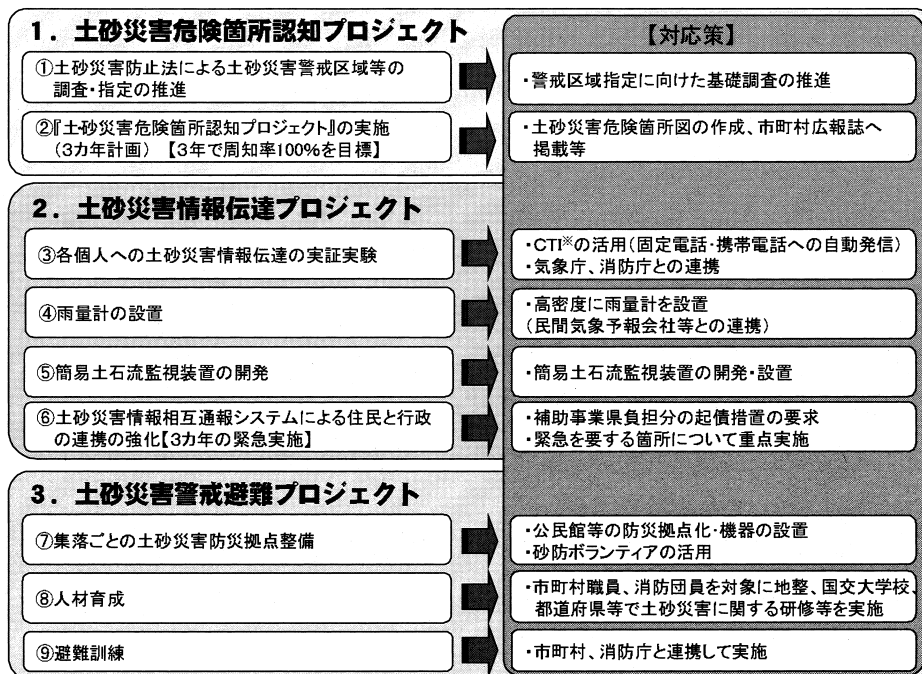 1．土砂災害危険箇所認知プロジェクト
【対応策】
①土砂災害防止法による土砂災害警戒区域等の
調査・指定の推進
・警戒区域指定に向けた基礎調査の推進
②『土砂災害危険箇所認知プロジェクト』の実施
（3カ年計画）【3年で周知率100%を目標】
・土砂災害危険箇所図の作成、市町村広報誌へ
掲載等
2．土砂災害情報伝達プロジェクト
③各個人への土砂災害情報伝達の実証実験
・CTI※の活用（固定電話・携帯電話への自動発信）
・気象庁、消防庁との連携
④雨量計の設置
・高密度に雨量計を設置
（民間気象予報会社等との連携）
⑤簡易土石流監視装置の開発
・簡易土石流監視装置の開発・設置
⑥土砂災害情報相互通報システムによる住民と行政
の連携の強化【3カ年の緊急実施】
・補助事業県負担分の起債措置の要求
・緊急を要する箇所について重点実施
3．土砂災害警戒避難プロジェクト
⑦集落ごとの土砂災害防災拠点整備
・公民館等の防災拠点化・機器の設置
・砂防ボランティアの活用
⑧人材育成
・市町村職員、消防団員を対象に地整、国交大学校、
都道府県等で土砂災害に関する研修等を実施
⑨避難訓練
・市町村、消防庁と連携して実施